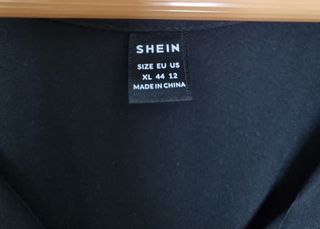 SHEIN
SIZE EU US
XL 44 12
MADE IN CHINA